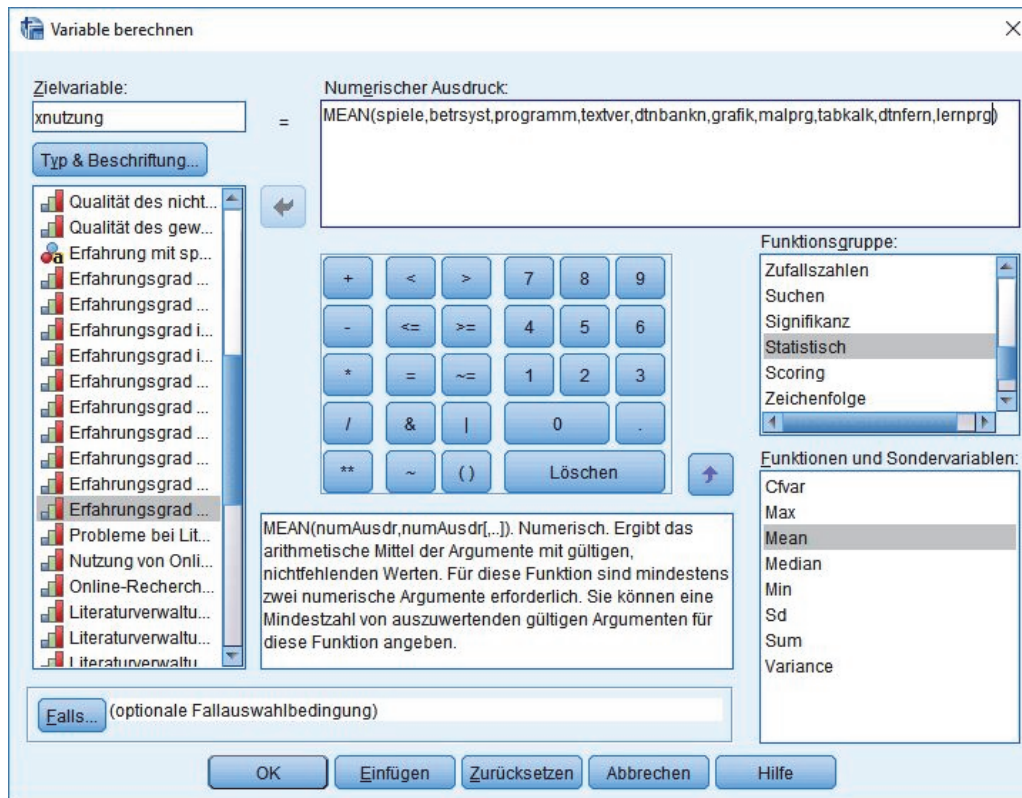 Variable berechnen
Zielvariable:
xnutzung
=
Numerischer Ausdruck:
MEAN(spiele,betrsyst,programm,textver,dtnbankn,grafik,malprg,tabkalk,dtnfern,lernprg)
Typ & Beschriftung...
Qualität des nicht...
Qualität des gew...
Erfahrung mit sp...
Erfahrungsgrad ...
Erfahrungsgrad ...
Erfahrungsgrad i...
Erfahrungsgrad i...
Erfahrungsgrad ...
Erfahrungsgrad ...
Erfahrungsgrad ...
Erfahrungsgrad ...
Erfahrungsgrad ...
Erfahrungsgrad ...
Probleme bei Lit...
Nutzung von Onli...
Online-Recherch...
Literaturverwaltu...
Literaturverwaltu...
Literaturverwaltu...
+ < > 7 8 9
- <= >= 4 5 6
* = ~= 1 2 3
/ & | 0 .
** ~ ( ) Löschen
MEAN(numAusdr,numAusdr[,..]). Numerisch. Ergibt das
arithmetische Mittel der Argumente mit gültigen,
nichtfehlenden Werten. Für diese Funktion sind mindestens
zwei numerische Argumente erforderlich. Sie können eine
Mindestzahl von auszuwertenden gültigen Argumenten für
diese Funktion angeben.
Funktionsgruppe:
Zufallszahlen
Suchen
Signifikanz
Statistisch
Scoring
Zeichenfolge
Funktionen und Sondervariablen:
Cfvar
Max
Mean
Median
Min
Sd
Sum
Variance
Falls... (optionale Fallauswahlbedingung)
OK Einfügen Zurücksetzen Abbrechen Hilfe